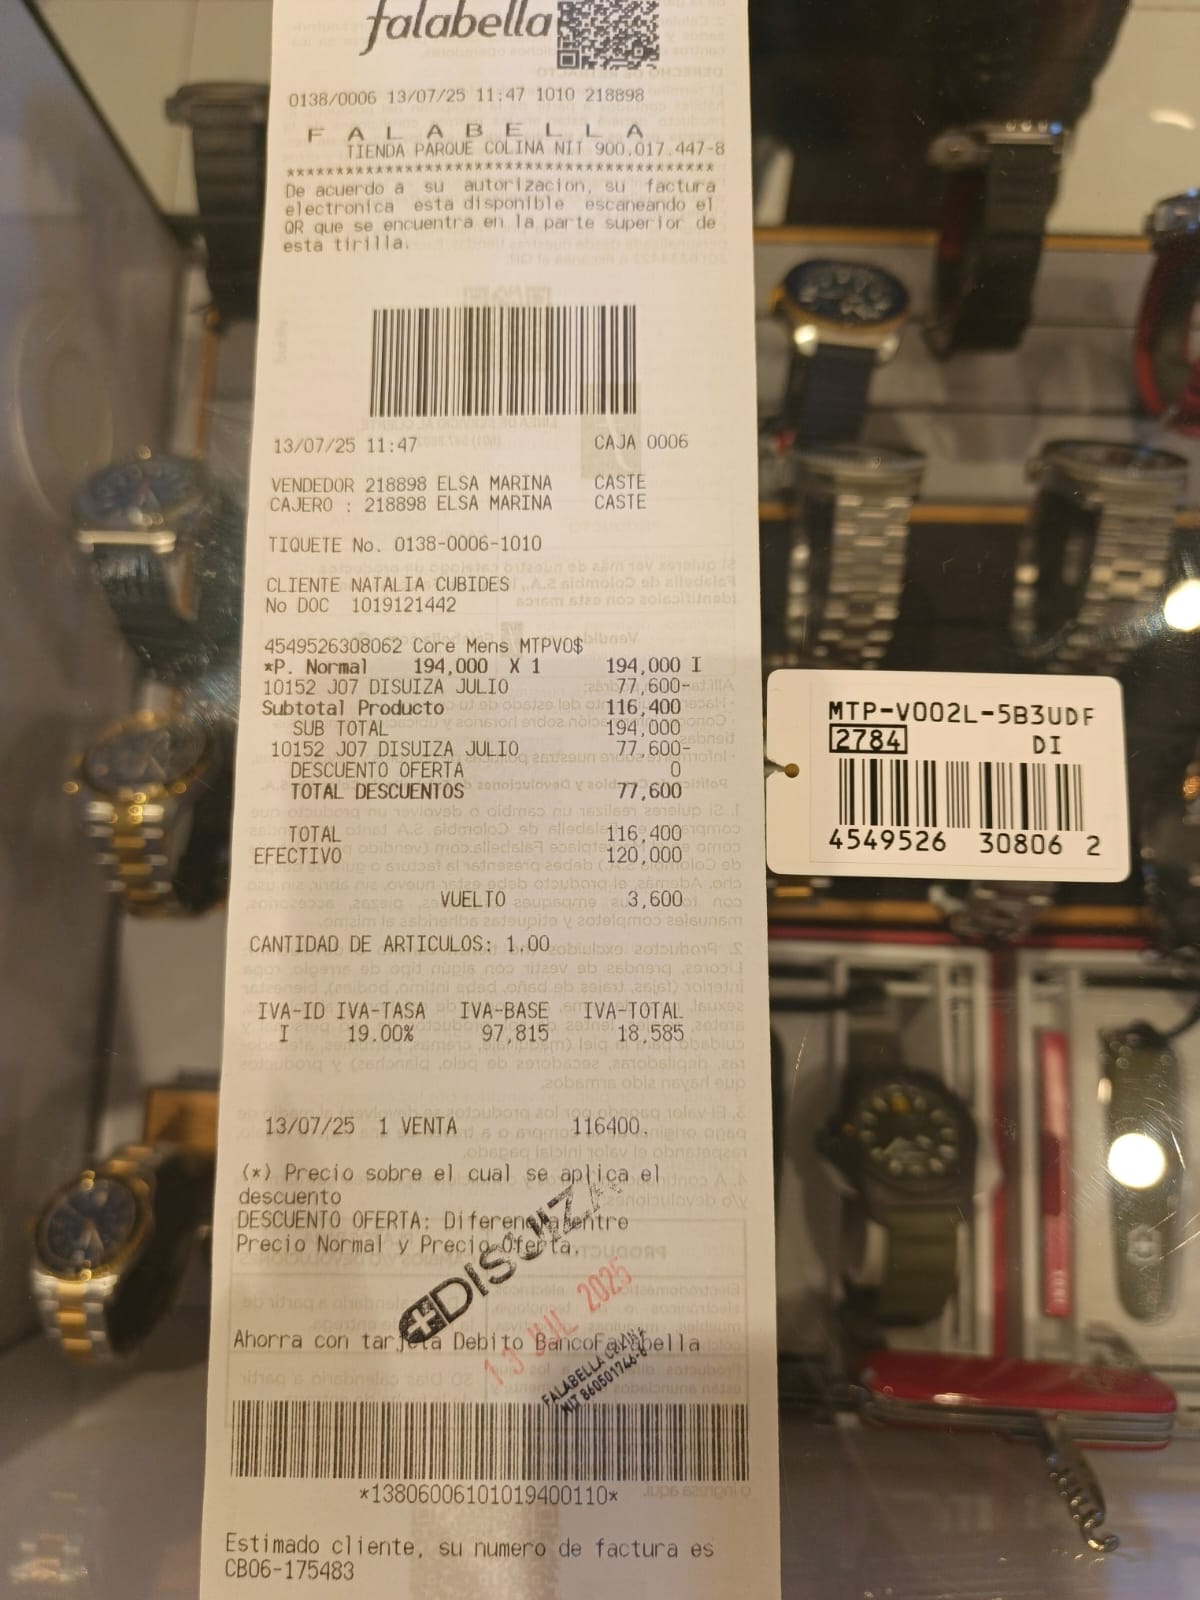 falabella
0138/0006 13/07/25 11:47 1010 218898
F A L A B E L L A
TIENDA PARQUE COLINA NIT 900.017.447-8
*****************************************
De acuerdo a su autorizacion, su factura
electronica esta disponible escaneando el
QR que se encuentra en la parte superior de
esta tirilla.
13/07/25 11:47 CAJA 0006
VENDEDOR 218898 ELSA MARINA CASTE
CAJERO : 218898 ELSA MARINA CASTE
TIQUETE No. 0138-0006-1010
CLIENTE NATALIA CUBIDES
No DOC 1019121442
4549526308062 Core Mens MTPV0$
*P. Normal 194,000 X 1 194,000 I
10152 J07 DISUIZA JULIO 77,600-
Subtotal Producto 116,400
SUB TOTAL 194,000
10152 J07 DISUIZA JULIO 77,600-
DESCUENTO OFERTA 0
TOTAL DESCUENTOS 77,600
TOTAL 116,400
EFECTIVO 120,000
VUELTO 3,600
CANTIDAD DE ARTICULOS: 1.00
IVA-ID IVA-TASA IVA-BASE IVA-TOTAL
I 19.00% 97,815 18,585
13/07/25 1 VENTA 116400.
(*) Precio sobre el cual se aplica el
descuento
DESCUENTO OFERTA: Diferencia entre
Precio Normal y Precio Oferta.
DISUIZA
13 JUL 2025
Ahorra con tarjeta Debito BancoFalabella
FALABELLA COLINA
NIT 860501746-6
*13806006101019400110*
Estimado cliente, su numero de factura es
CB06-175483
MTP-V002L-5B3UDF
2784 DI
4549526 30806 2